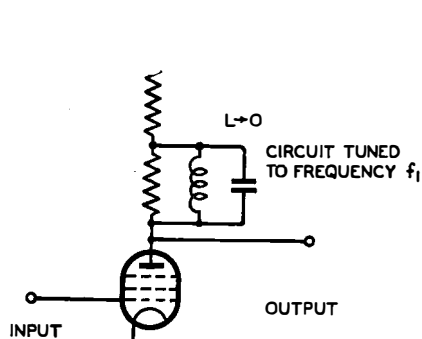 L→O
CIRCUIT TUNED
TO FREQUENCY f₁
OUTPUT
INPUT